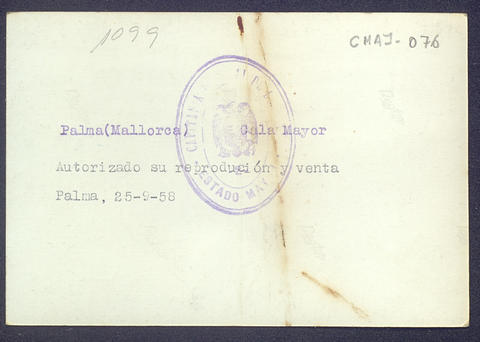 1099
CMAJ-076
Palma(Mallorca) Cala Mayor
Autorizado su reprodución y venta
Palma, 25-9-58
ESTADO MAYOR